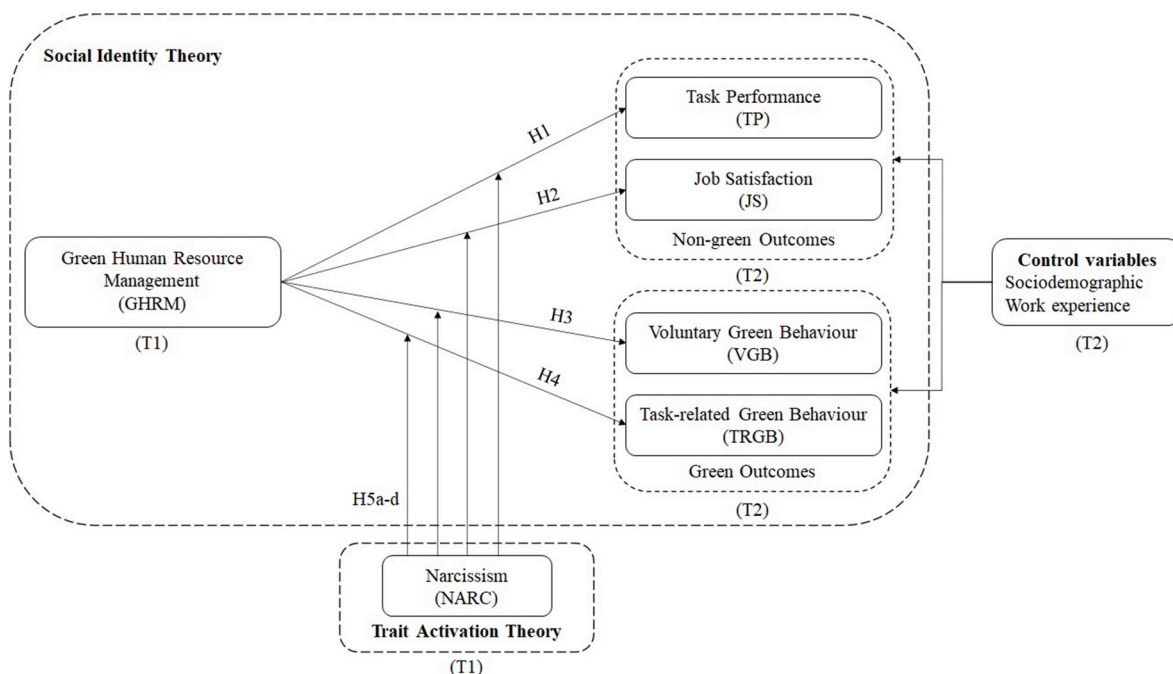 Social Identity Theory
Task Performance
(TP)
H1
Job Satisfaction
(JS)
H2
Non-green Outcomes
(T2)
Green Human Resource
Management
(GHRM)
(T1)
Control variables
Sociodemographic
Work experience
(T2)
H3
Voluntary Green Behaviour
(VGB)
H4
Task-related Green Behaviour
(TRGB)
Green Outcomes
(T2)
H5a-d
Narcissism
(NARC)
Trait Activation Theory
(T1)